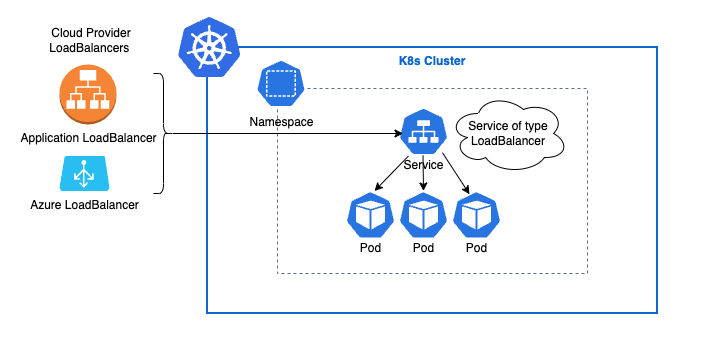 Cloud Provider
LoadBalancers
K8s Cluster
Namespace
Application LoadBalancer
Service of type
LoadBalancer
Service
Azure LoadBalancer
Pod
Pod
Pod